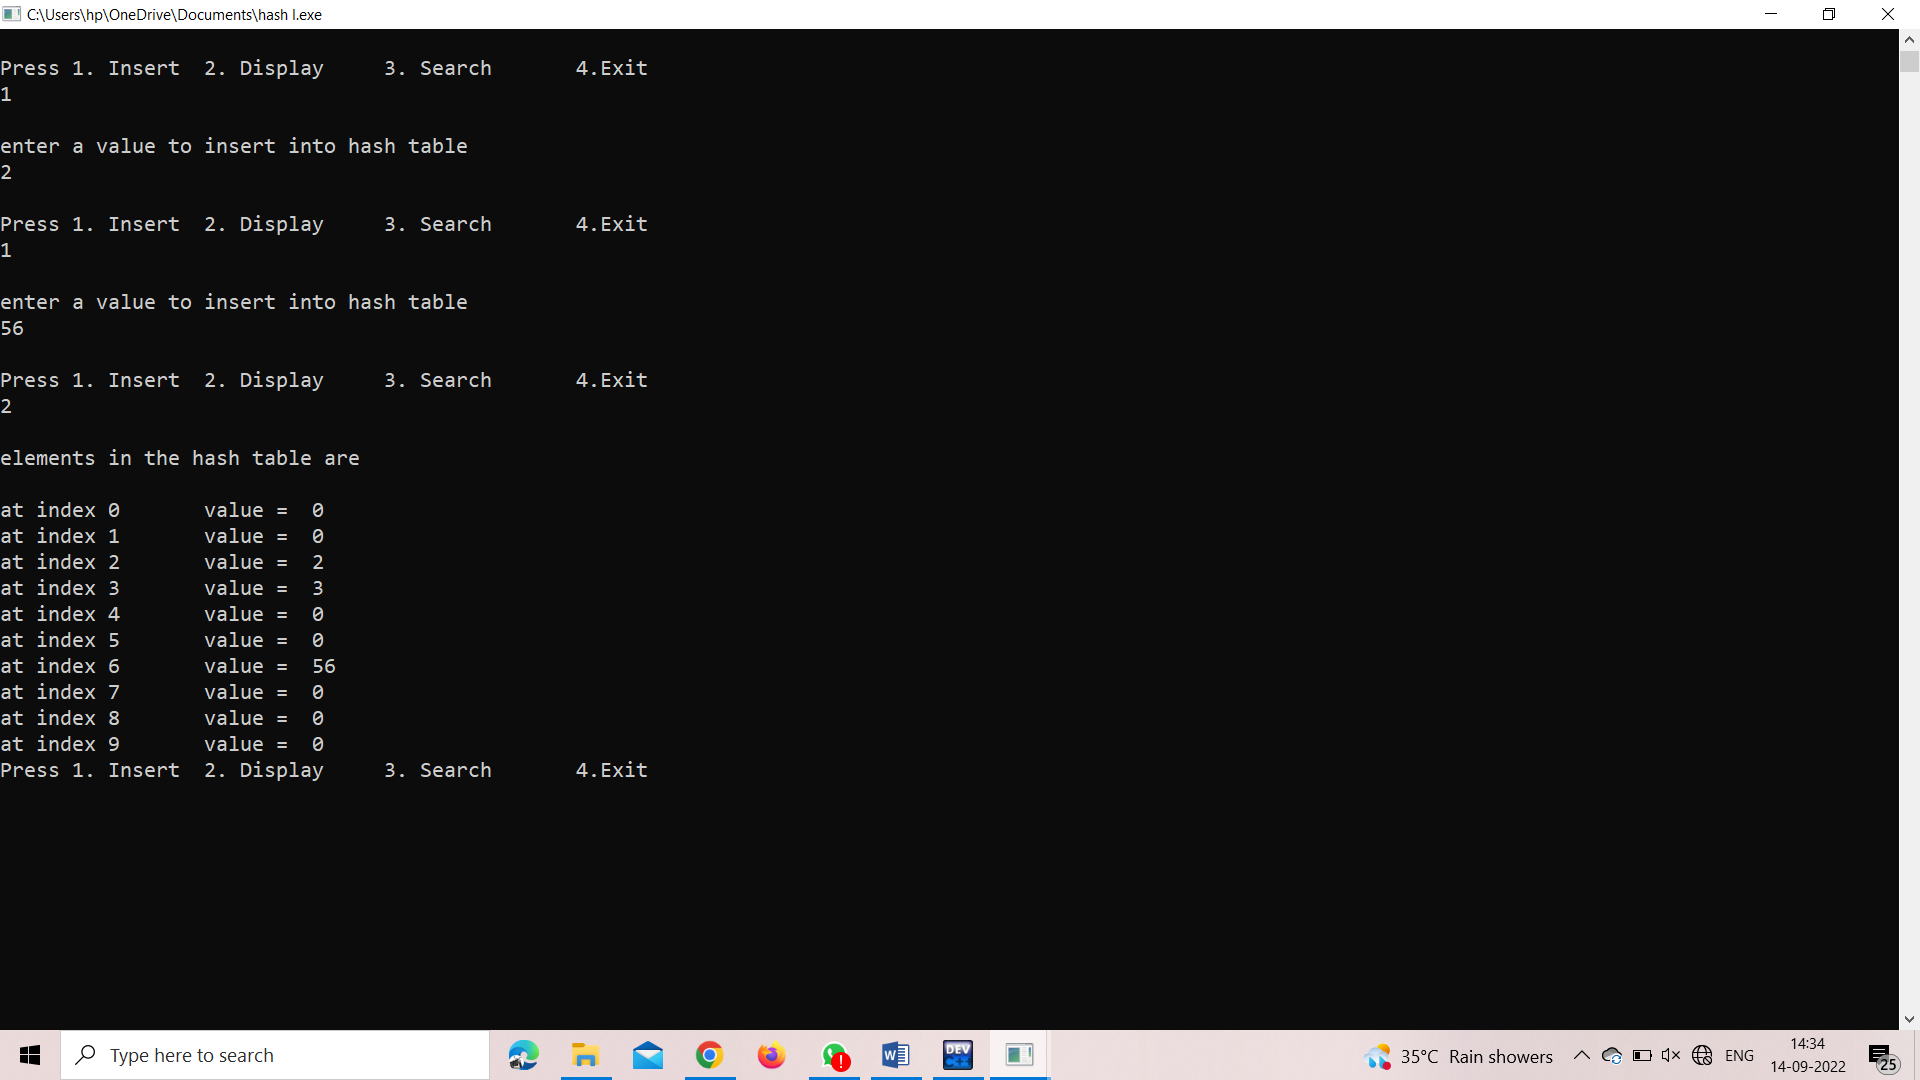 C:\Users\hp\OneDrive\Documents\hash l.exe
Press 1. Insert  2. Display     3. Search       4.Exit
1
enter a value to insert into hash table
2
Press 1. Insert  2. Display     3. Search       4.Exit
1
enter a value to insert into hash table
56
Press 1. Insert  2. Display     3. Search       4.Exit
2
elements in the hash table are
at index 0       value =  0
at index 1       value =  0
at index 2       value =  2
at index 3       value =  3
at index 4       value =  0
at index 5       value =  0
at index 6       value =  56
at index 7       value =  0
at index 8       value =  0
at index 9       value =  0
Press 1. Insert  2. Display     3. Search       4.Exit
Type here to search
W
DEV
C++
35°C Rain showers
ENG
14:34
14-09-2022
25